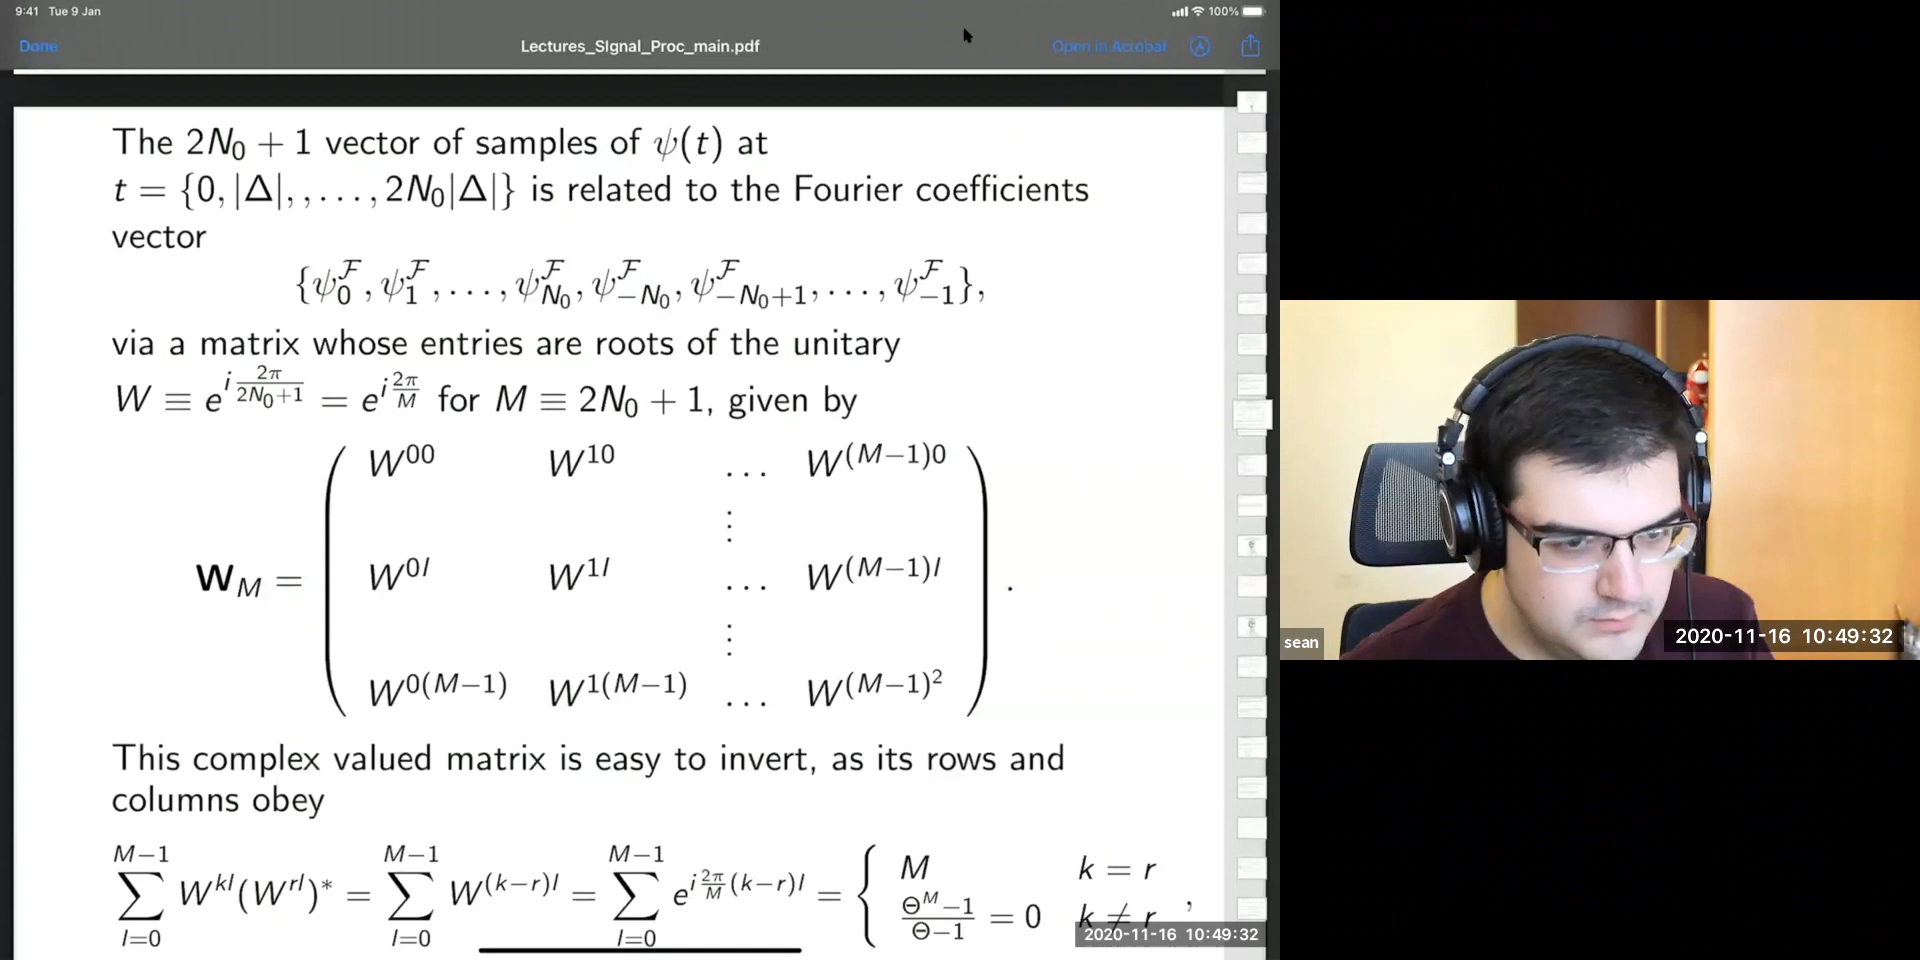 9:41 Tue 9 Jan
100%
Done
Lectures_SIgnal_Proc_main.pdf
Open in Acrobat
The 2N₀ + 1 vector of samples of ψ(t) at
t = {0, |Δ|, , . . . , 2N₀|Δ|} is related to the Fourier coefficients
vector
{ψ₀^ℱ, ψ₁^ℱ, . . . , ψ_{N₀}^ℱ, ψ_{−N₀}^ℱ, ψ_{−N₀+1}^ℱ, . . . , ψ_{−1}^ℱ},
via a matrix whose entries are roots of the unitary
W ≡ e^{i 2π/(2N₀+1)} = e^{i 2π/M} for M ≡ 2N₀ + 1, given by
W^{00} W^{10} . . . W^{(M−1)0}
⋮
𝐖_M = ( W^{0l} W^{1l} . . . W^{(M−1)l} ) .
⋮
W^{0(M−1)} W^{1(M−1)} . . . W^{(M−1)²}
This complex valued matrix is easy to invert, as its rows and
columns obey
∑_{l=0}^{M−1} W^{kl}(W^{rl})* = ∑_{l=0}^{M−1} W^{(k−r)l} = ∑_{l=0}^{M−1} e^{i 2π/M (k−r)l} = { M k = r
(Θ^M−1)/(Θ−1) = 0 k ≠ r ,
2020-11-16 10:49:32
sean
2020-11-16 10:49:32